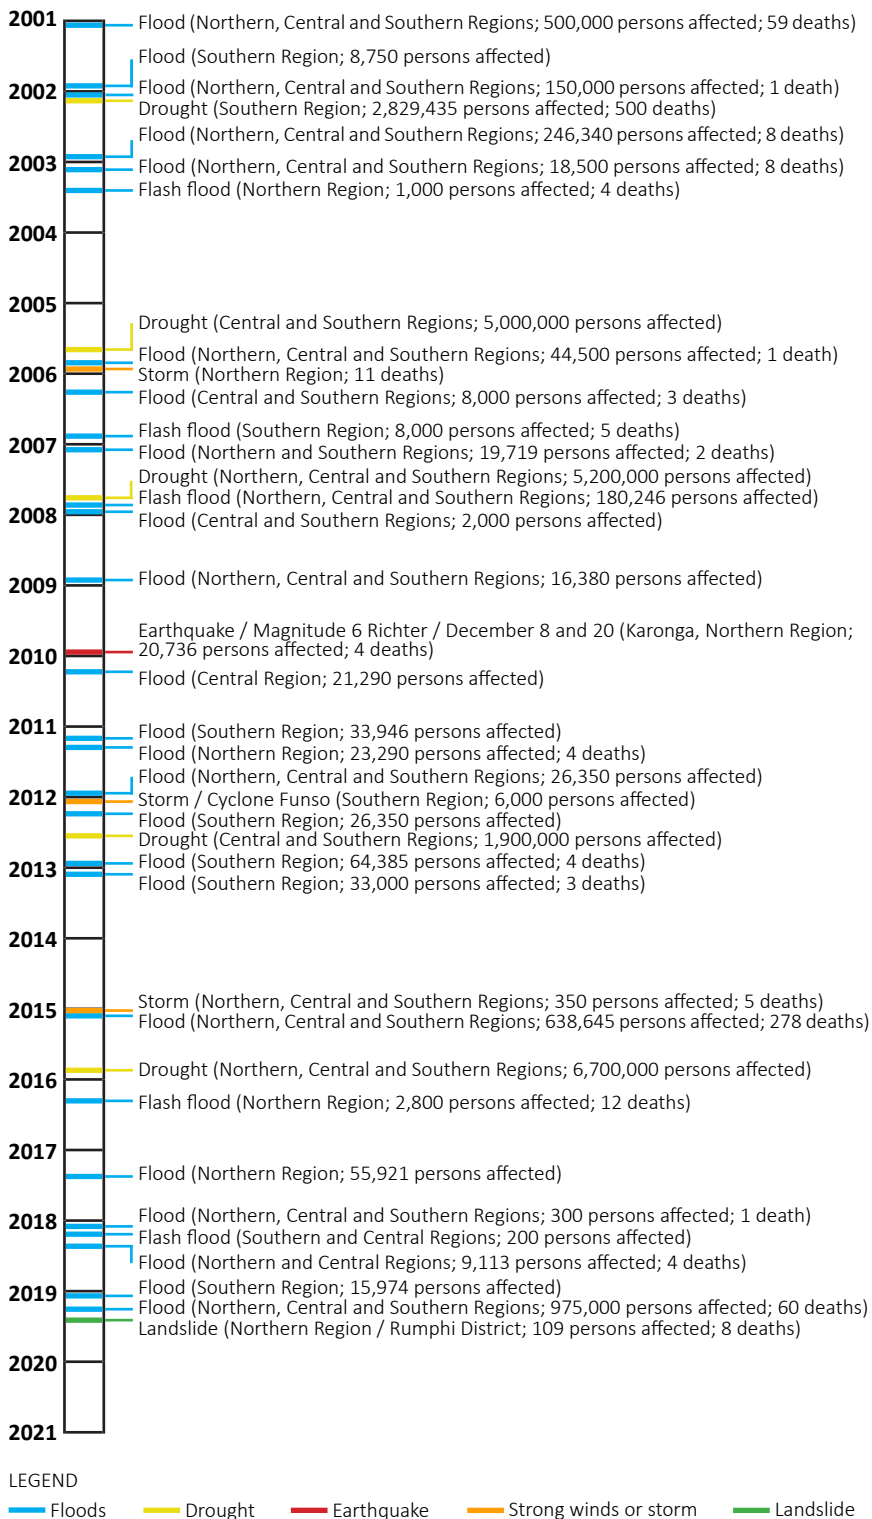 2001
Flood (Northern, Central and Southern Regions; 500,000 persons affected; 59 deaths)
Flood (Southern Region; 8,750 persons affected)
2002
Flood (Northern, Central and Southern Regions; 150,000 persons affected; 1 death)
Drought (Southern Region; 2,829,435 persons affected; 500 deaths)
Flood (Northern, Central and Southern Regions; 246,340 persons affected; 8 deaths)
2003
Flood (Northern, Central and Southern Regions; 18,500 persons affected; 8 deaths)
Flash flood (Northern Region; 1,000 persons affected; 4 deaths)
2004
2005
Drought (Central and Southern Regions; 5,000,000 persons affected)
Flood (Northern, Central and Southern Regions; 44,500 persons affected; 1 death)
2006
Storm (Northern Region; 11 deaths)
Flood (Central and Southern Regions; 8,000 persons affected; 3 deaths)
Flash flood (Southern Region; 8,000 persons affected; 5 deaths)
2007
Flood (Northern and Southern Regions; 19,719 persons affected; 2 deaths)
Drought (Northern, Central and Southern Regions; 5,200,000 persons affected)
Flash flood (Northern, Central and Southern Regions; 180,246 persons affected)
2008
Flood (Central and Southern Regions; 2,000 persons affected)
2009
Flood (Northern, Central and Southern Regions; 16,380 persons affected)
Earthquake / Magnitude 6 Richter / December 8 and 20 (Karonga, Northern Region;
20,736 persons affected; 4 deaths)
2010
Flood (Central Region; 21,290 persons affected)
2011
Flood (Southern Region; 33,946 persons affected)
Flood (Northern Region; 23,290 persons affected; 4 deaths)
Flood (Northern, Central and Southern Regions; 26,350 persons affected)
2012
Storm / Cyclone Funso (Southern Region; 6,000 persons affected)
Flood (Southern Region; 26,350 persons affected)
Drought (Central and Southern Regions; 1,900,000 persons affected)
Flood (Southern Region; 64,385 persons affected; 4 deaths)
2013
Flood (Southern Region; 33,000 persons affected; 3 deaths)
2014
Storm (Northern, Central and Southern Regions; 350 persons affected; 5 deaths)
2015
Flood (Northern, Central and Southern Regions; 638,645 persons affected; 278 deaths)
Drought (Northern, Central and Southern Regions; 6,700,000 persons affected)
2016
Flash flood (Northern Region; 2,800 persons affected; 12 deaths)
2017
Flood (Northern Region; 55,921 persons affected)
2018
Flood (Northern, Central and Southern Regions; 300 persons affected; 1 death)
Flash flood (Southern and Central Regions; 200 persons affected)
Flood (Northern and Central Regions; 9,113 persons affected; 4 deaths)
2019
Flood (Southern Region; 15,974 persons affected)
Flood (Northern, Central and Southern Regions; 975,000 persons affected; 60 deaths)
Landslide (Northern Region / Rumphi District; 109 persons affected; 8 deaths)
2020
2021
LEGEND
Floods Drought Earthquake Strong winds or storm Landslide